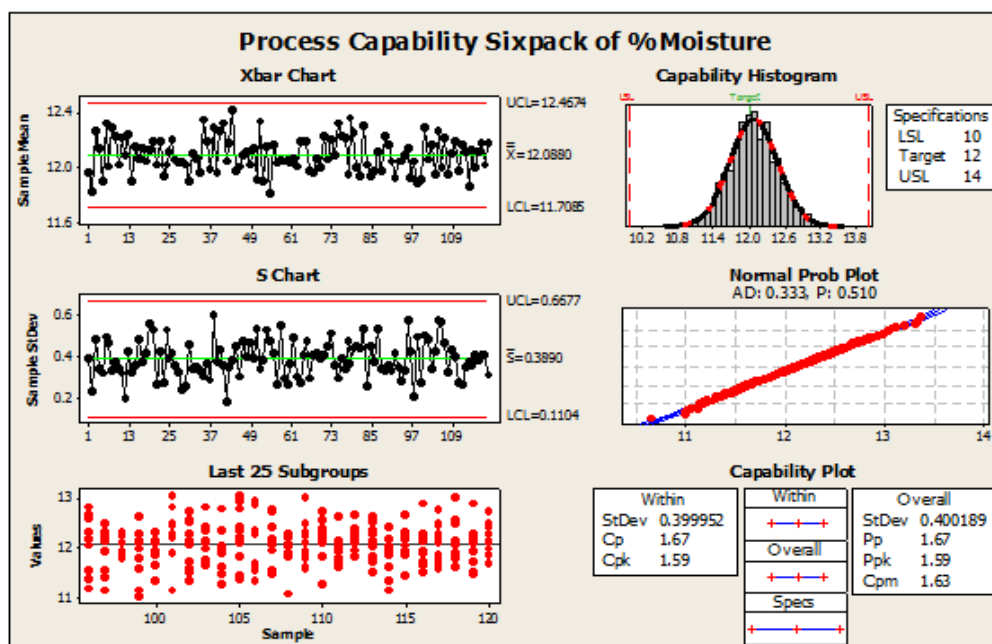 Process Capability Sixpack of %Moisture
Xbar Chart
Sample Mean
12.4
12.0
11.6
1 13 25 37 49 61 73 85 97 109
UCL=12.4674
X=12.0880
LCL=11.7085
S Chart
Sample StDev
0.6
0.4
0.2
1 13 25 37 49 61 73 85 97 109
UCL=0.6677
S=0.3890
LCL=0.1104
Last 25 Subgroups
Values
13
12
11
100 105 110 115 120
Sample
Capability Histogram
LSL Target USL
10.2 10.8 11.4 12.0 12.6 13.2 13.8
Specifications
LSL 10
Target 12
USL 14
Normal Prob Plot
AD: 0.333, P: 0.510
11 12 13 14
Capability Plot
Within
StDev 0.399952
Cp 1.67
Cpk 1.59
Within
Overall
Specs
Overall
StDev 0.400189
Pp 1.67
Ppk 1.59
Cpm 1.63